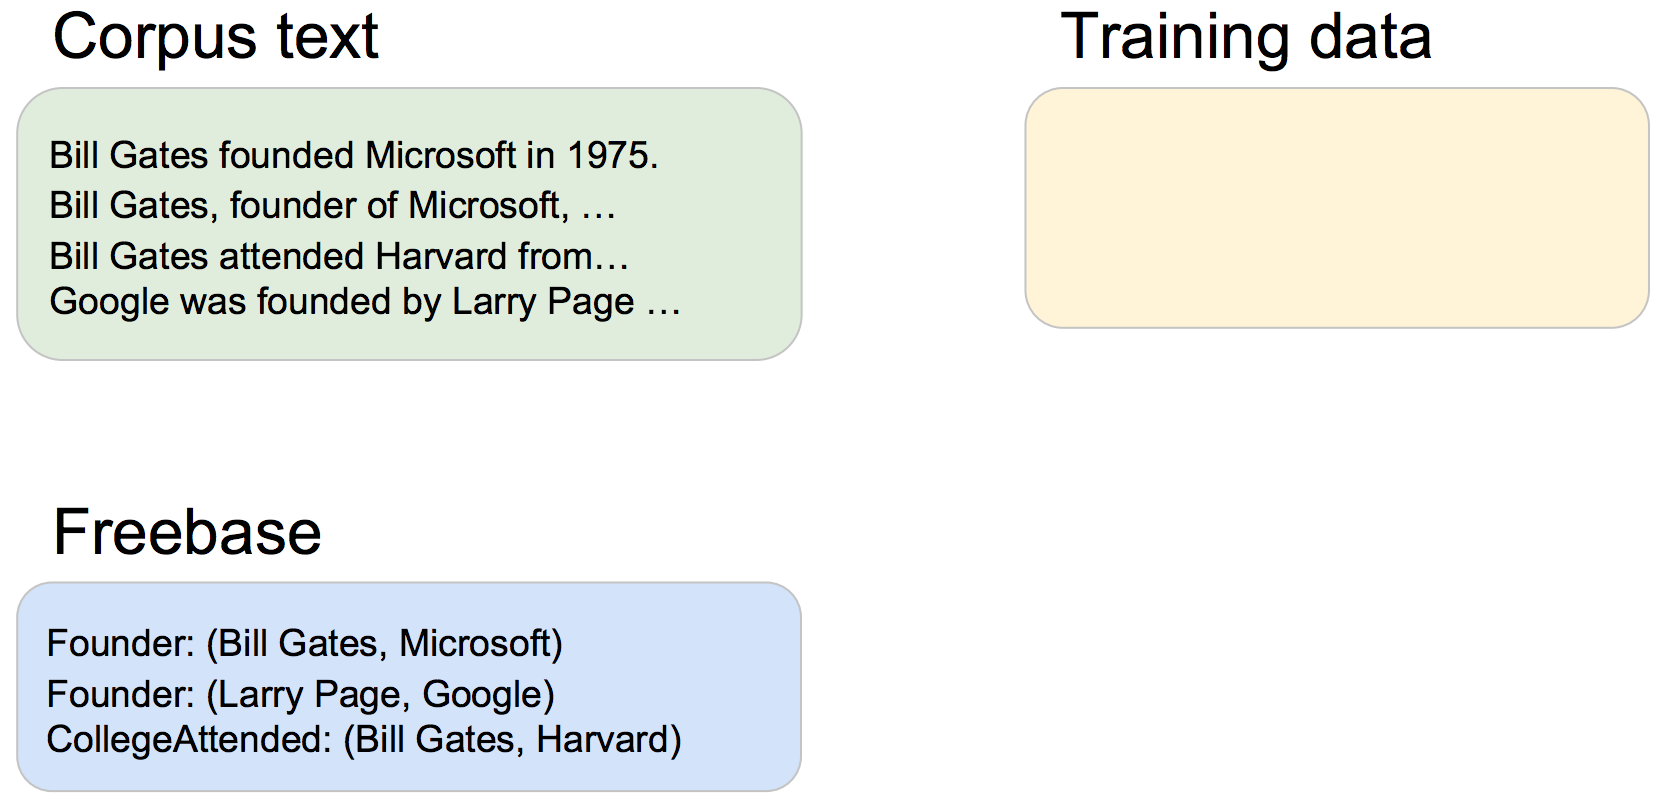 Corpus text
Bill Gates founded Microsoft in 1975.
Bill Gates, founder of Microsoft, …
Bill Gates attended Harvard from…
Google was founded by Larry Page …
Training data
Freebase
Founder: (Bill Gates, Microsoft)
Founder: (Larry Page, Google)
CollegeAttended: (Bill Gates, Harvard)